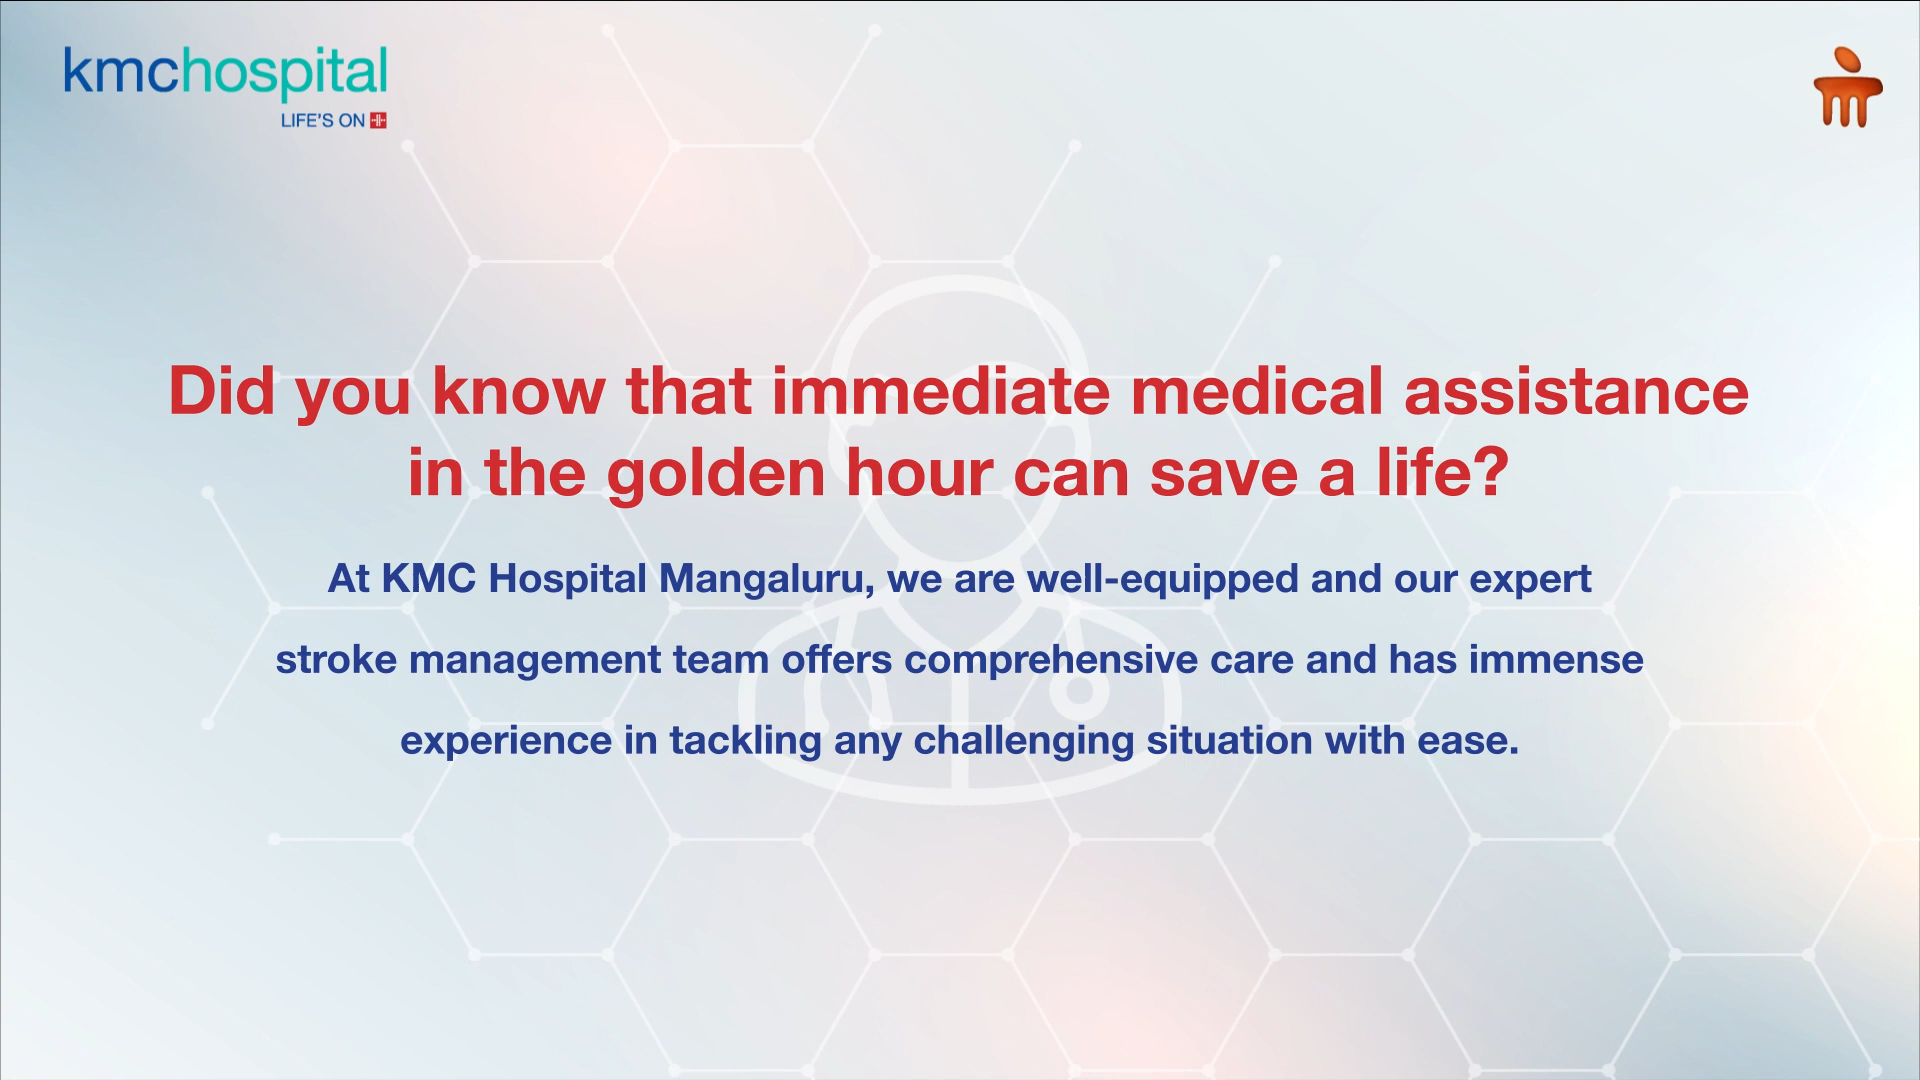 kmchospital
LIFE'S ON
Did you know that immediate medical assistance
in the golden hour can save a life?
At KMC Hospital Mangaluru, we are well-equipped and our expert
stroke management team offers comprehensive care and has immense
experience in tackling any challenging situation with ease.